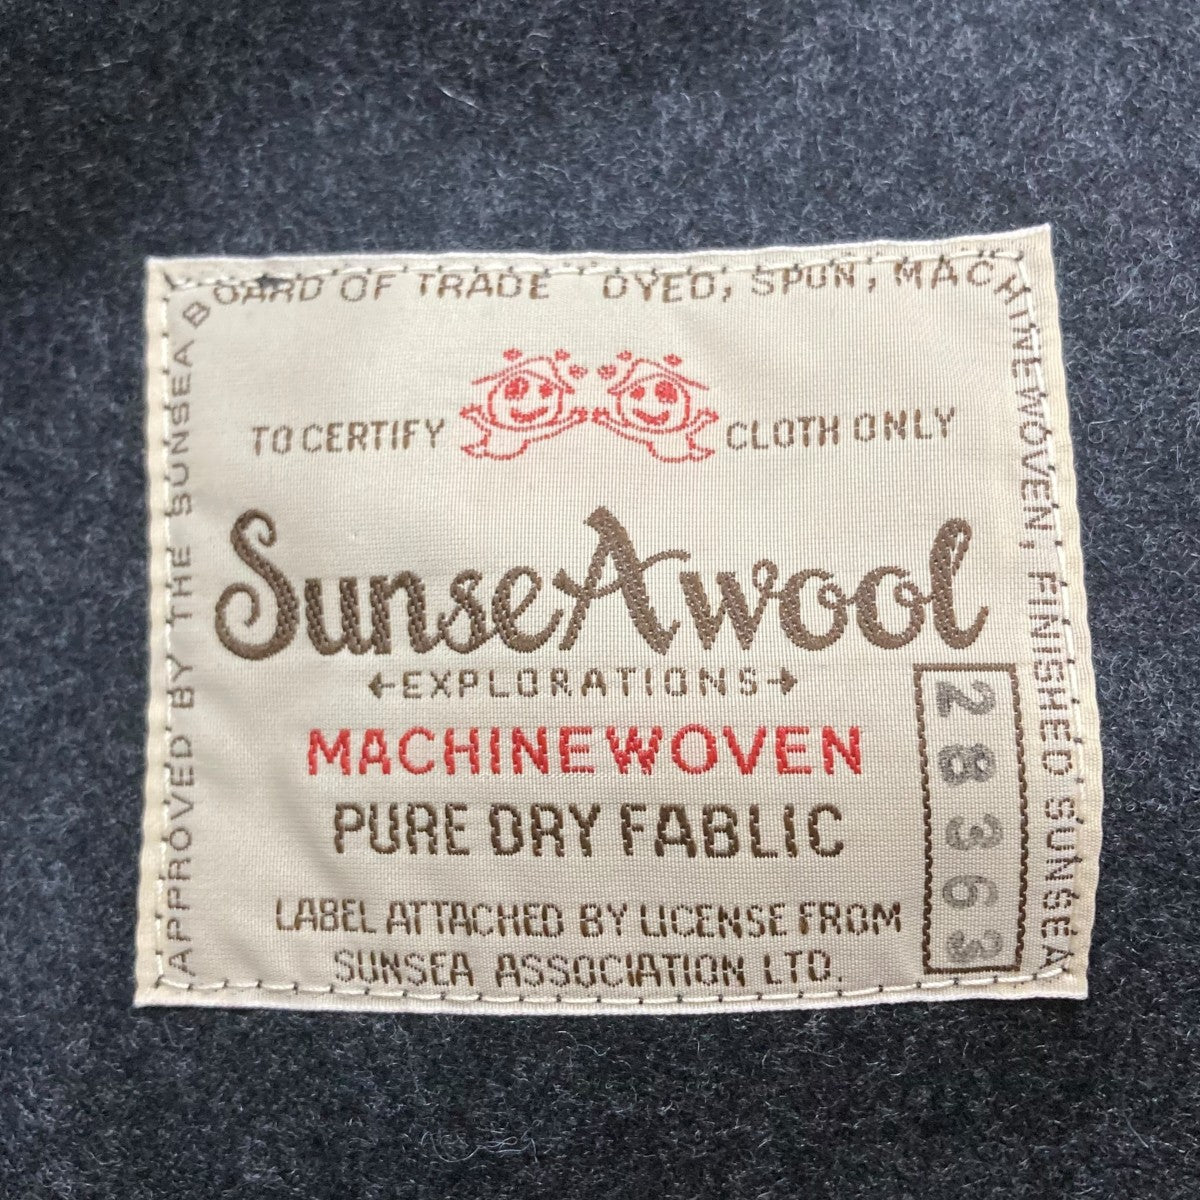 APPROVED BY THE SUNSEA BOARD OF TRADE DYED, SPUN, MACHINEWOVEN, FINISHED SUNSEA
TO CERTIFY CLOTH ONLY
SunseAwool
←EXPLORATIONS→
MACHINEWOVEN
PURE DRY FABLIC
LABEL ATTACHED BY LICENSE FROM
SUNSEA ASSOCIATION LTD.
28363